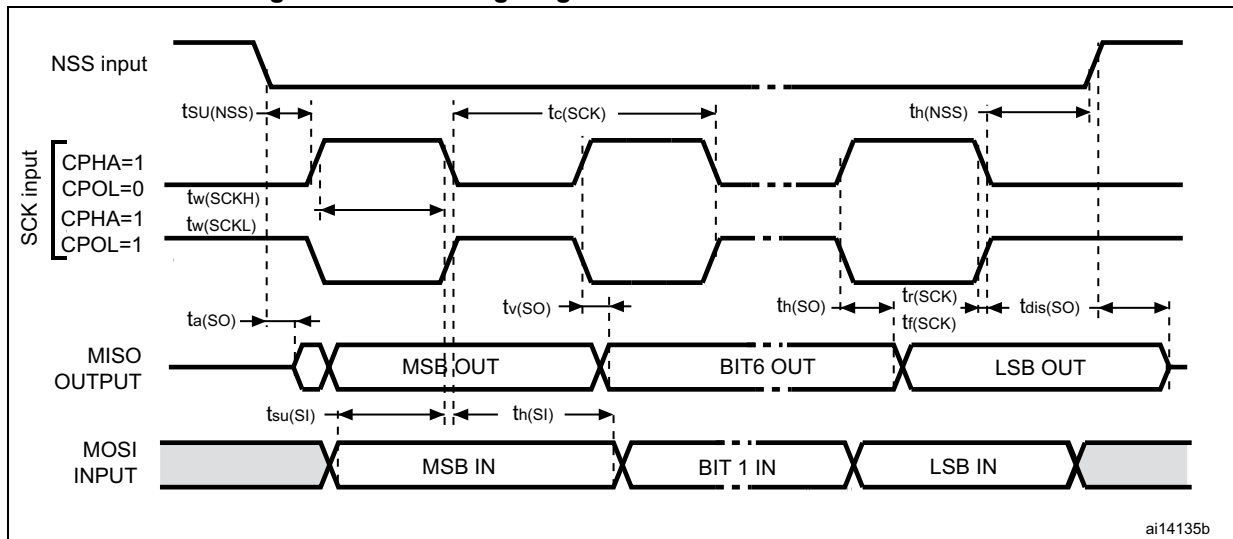 NSS input
tSU(NSS)
tc(SCK)
th(NSS)
SCK input
CPHA=1
CPOL=0
tw(SCKH)
CPHA=1
tw(SCKL)
CPOL=1
ta(SO)
tv(SO)
th(SO)
tr(SCK)
tf(SCK)
tdis(SO)
MISO
OUTPUT
MSB OUT
BIT6 OUT
LSB OUT
tsu(SI)
th(SI)
MOSI
INPUT
MSB IN
BIT 1 IN
LSB IN
ai14135b